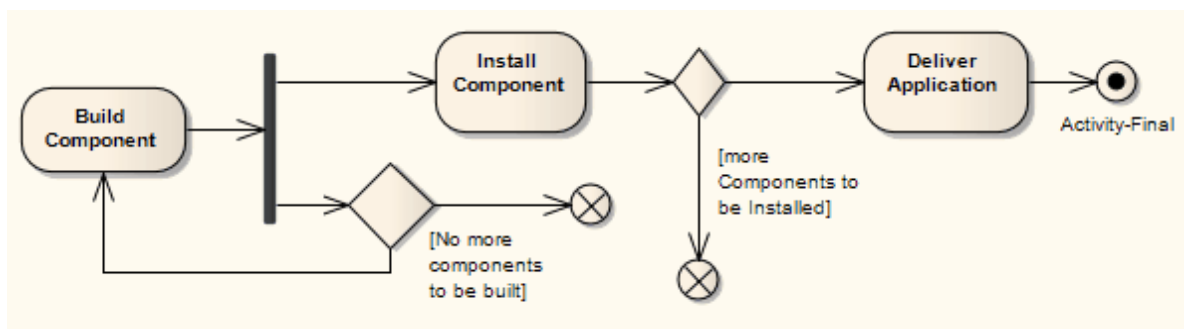 Build
Component
Install
Component
Deliver
Application
Activity-Final
[No more
components
to be built]
[more
Components to
be Installed]